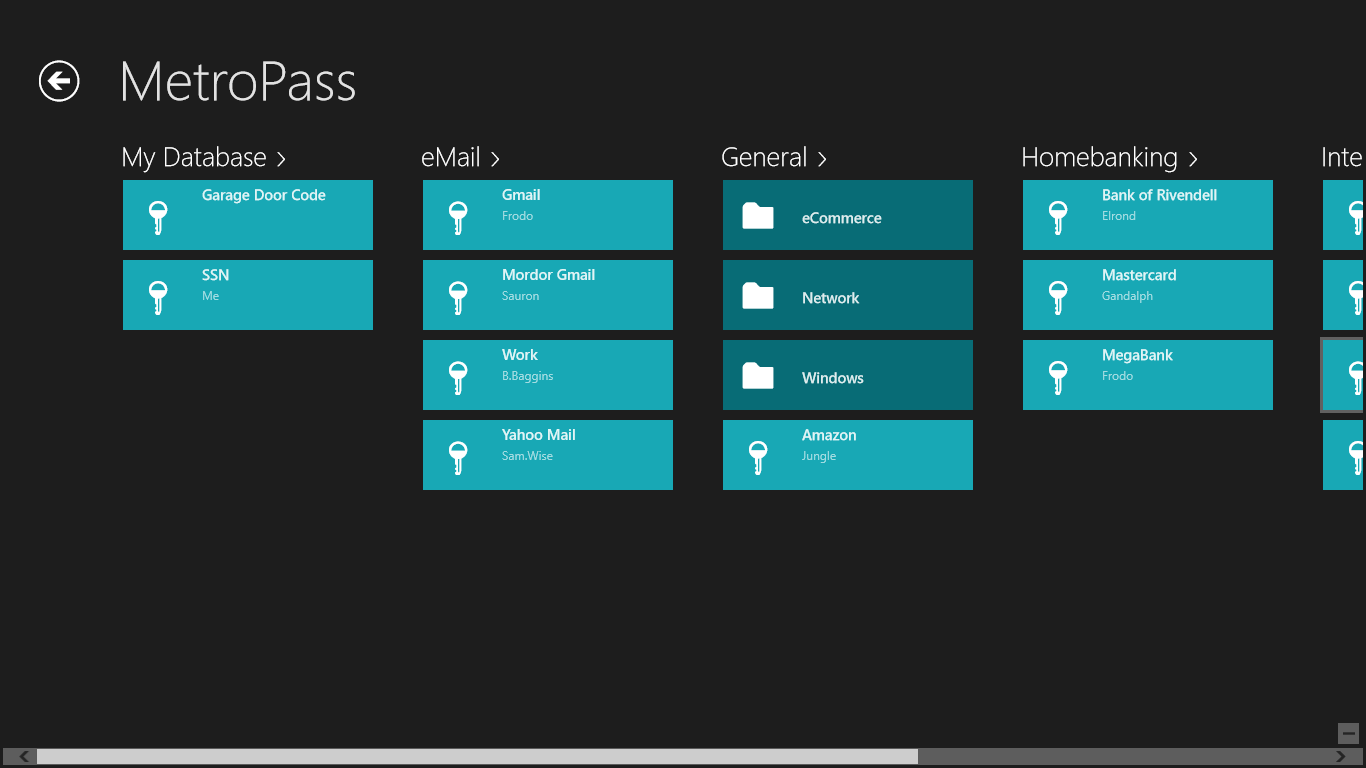 MetroPass
My Database
Garage Door Code
SSN
Me
eMail
Gmail
Frodo
Mordor Gmail
Sauron
Work
B.Baggins
Yahoo Mail
Sam.Wise
General
eCommerce
Network
Windows
Amazon
Jungle
Homebanking
Bank of Rivendell
Elrond
Mastercard
Gandalph
MegaBank
Frodo
Inte